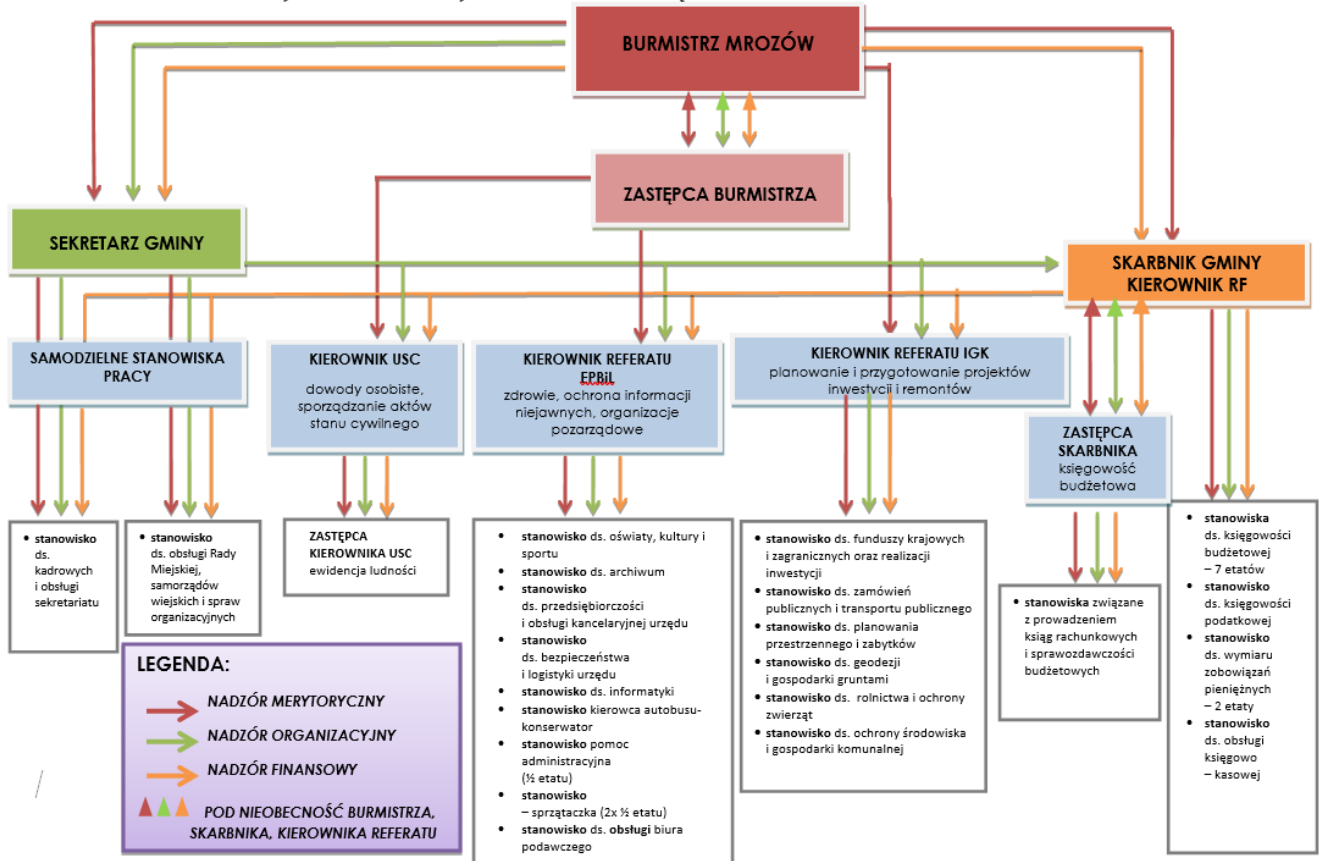 BURMISTRZ MROZÓW
ZASTĘPCA BURMISTRZA
SEKRETARZ GMINY
SKARBNIK GMINY
KIEROWNIK RF
SAMODZIELNE STANOWISKA
PRACY
KIEROWNIK USC
dowody osobiste,
sporządzanie aktów
stanu cywilnego
KIEROWNIK REFERATU
EPBiL
zdrowie, ochrona informacji
niejawnych, organizacje
pozarządowe
KIEROWNIK REFERATU IGK
planowanie i przygotowanie projektów
inwestycji i remontów
ZASTĘPCA
SKARBNIKA
księgowość
budżetowa
• stanowisko
ds.
kadrowych
i obsługi
sekretariatu
• stanowisko
ds. obsługi Rady
Miejskiej,
samorządów
wiejskich i spraw
organizacyjnych
ZASTĘPCA
KIEROWNIKA USC
ewidencja ludności
• stanowisko ds. oświaty, kultury i
sportu
• stanowisko ds. archiwum
• stanowisko
ds. przedsiębiorczości
i obsługi kancelaryjnej urzędu
• stanowisko
ds. bezpieczeństwa
i logistyki urzędu
• stanowisko ds. informatyki
• stanowisko kierowca autobusu-
konserwator
• stanowisko pomoc
administracyjna
(½ etatu)
• stanowisko
– sprzątaczka (2x ½ etatu)
• stanowisko ds. obsługi biura
podawczego
• stanowisko ds. funduszy krajowych
i zagranicznych oraz realizacji
inwestycji
• stanowisko ds. zamówień
publicznych i transportu publicznego
• stanowisko ds. planowania
przestrzennego i zabytków
• stanowisko ds. geodezji
i gospodarki gruntami
• stanowisko ds. rolnictwa i ochrony
zwierząt
• stanowisko ds. ochrony środowiska
i gospodarki komunalnej
• stanowiska związane
z prowadzeniem
ksiąg rachunkowych
i sprawozdawczości
budżetowych
• stanowiska
ds. księgowości
budżetowej
– 7 etatów
• stanowisko
ds. księgowości
podatkowej
• stanowisko
ds. wymiaru
zobowiązań
pieniężnych
– 2 etaty
• stanowisko
ds. obsługi
księgowo
– kasowej
LEGENDA:
NADZÓR MERYTORYCZNY
NADZÓR ORGANIZACYJNY
NADZÓR FINANSOWY
POD NIEOBECNOŚĆ BURMISTRZA,
SKARBNIKA, KIEROWNIKA REFERATU